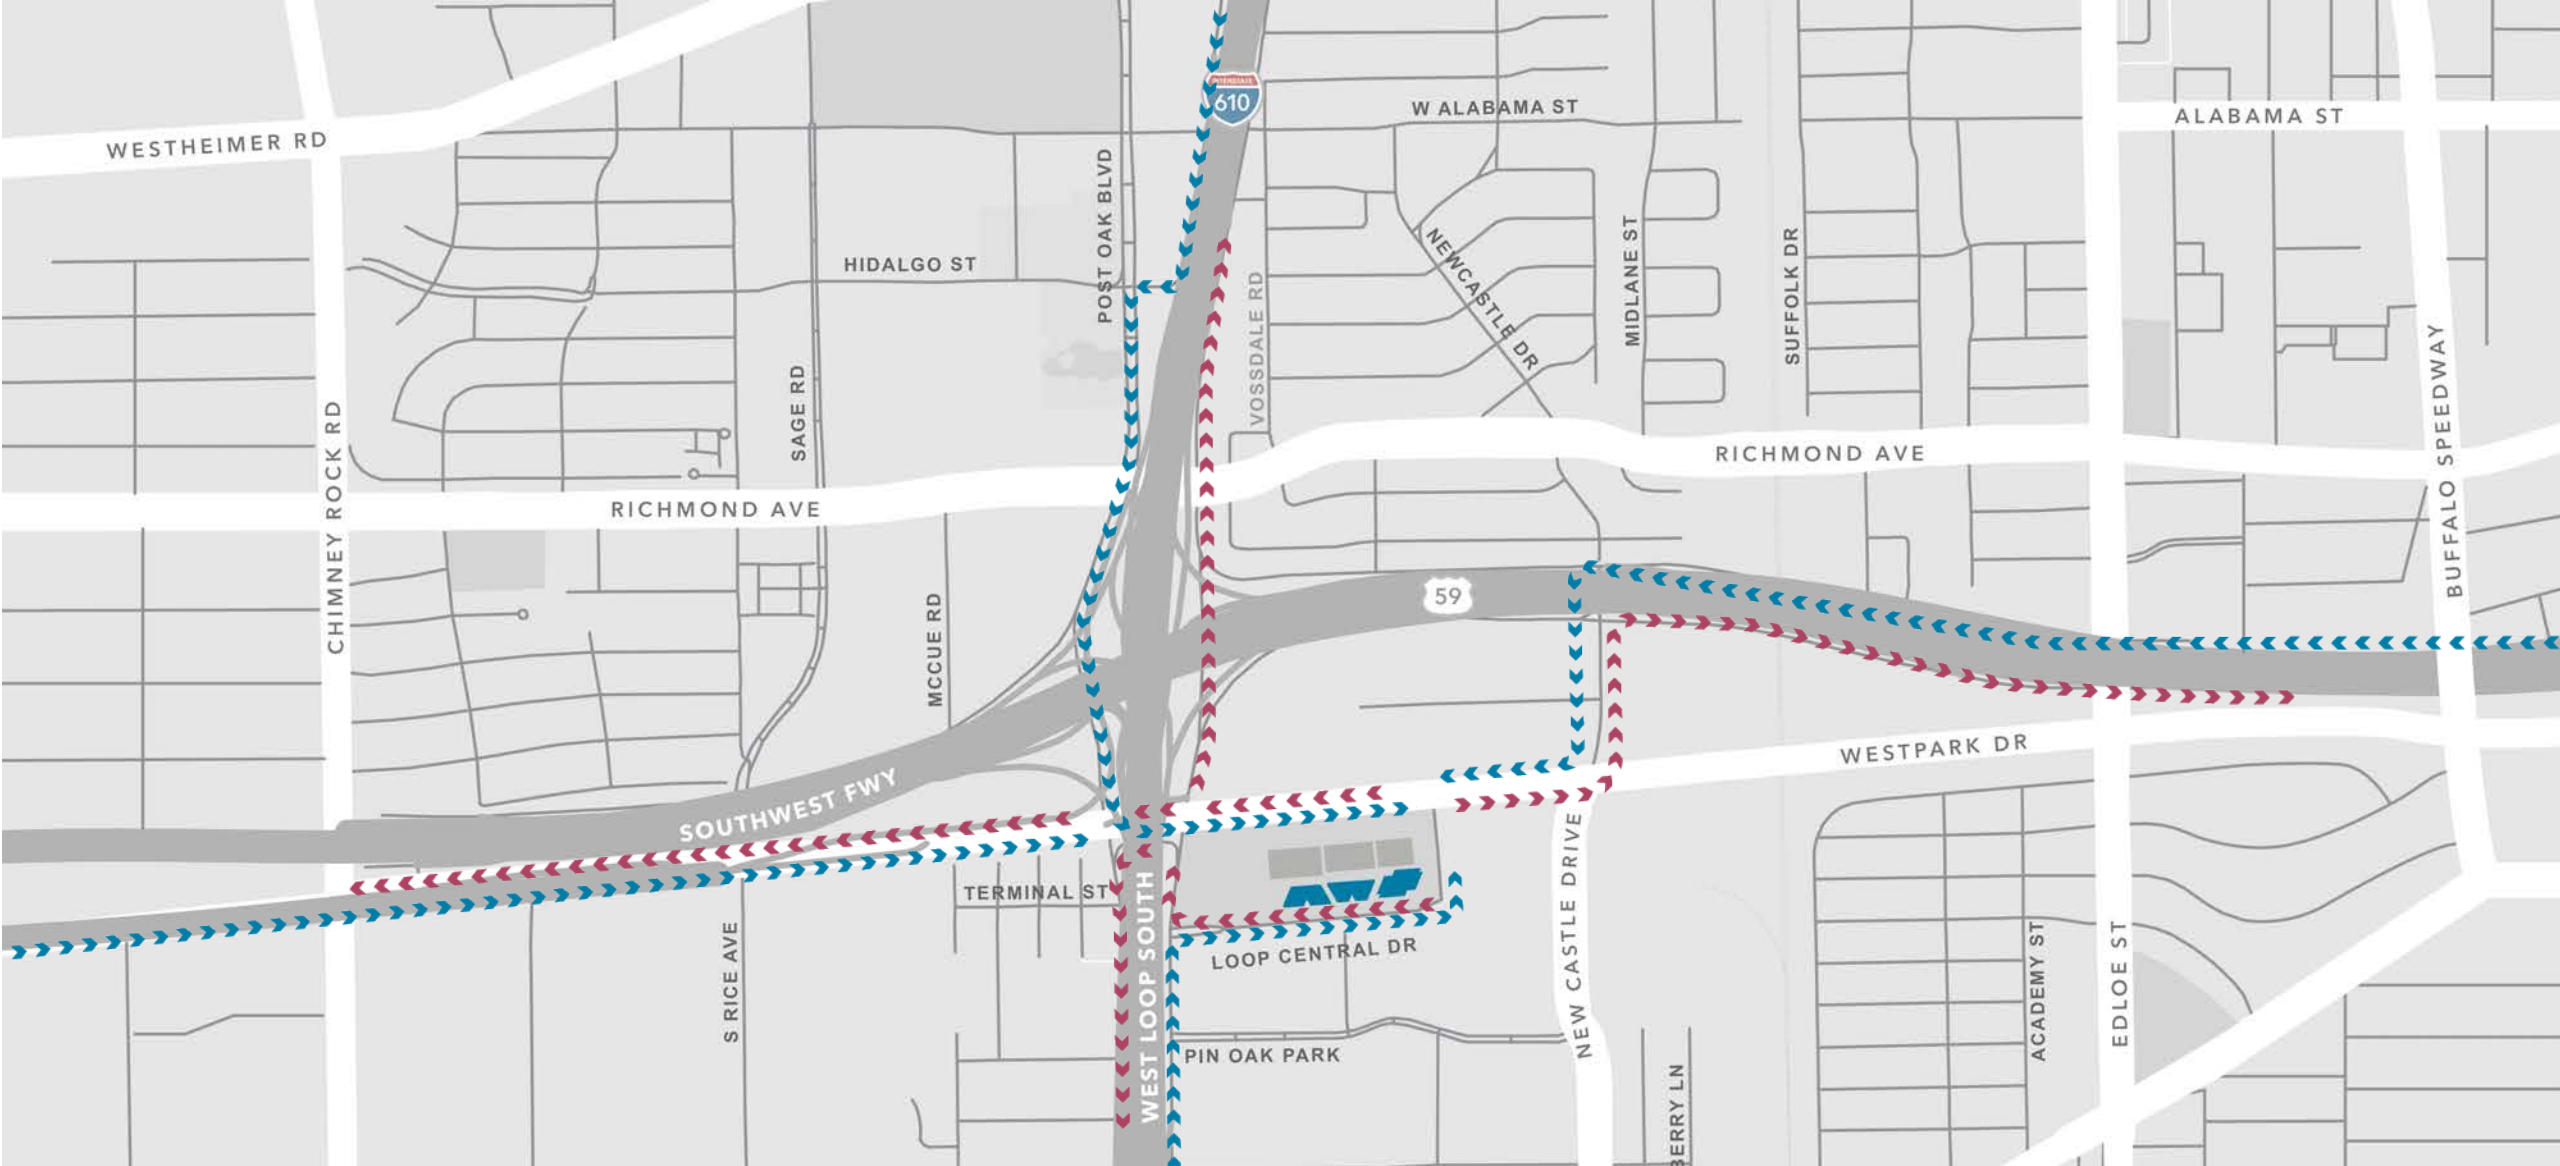 INTERSTATE
610
W ALABAMA ST
ALABAMA ST
WESTHEIMER RD
POST OAK BLVD
HIDALGO ST
NEWCASTLE DR
MIDLANE ST
SUFFOLK DR
VOSSDALE RD
SAGE RD
BUFFALO SPEEDWAY
CHIMNEY ROCK RD
RICHMOND AVE
RICHMOND AVE
59
MCCUE RD
WESTPARK DR
SOUTHWEST FWY
TERMINAL ST
WEST LOOP SOUTH
LOOP CENTRAL DR
NEW CASTLE DRIVE
S RICE AVE
ACADEMY ST
EDLOE ST
PIN OAK PARK
BERRY LN